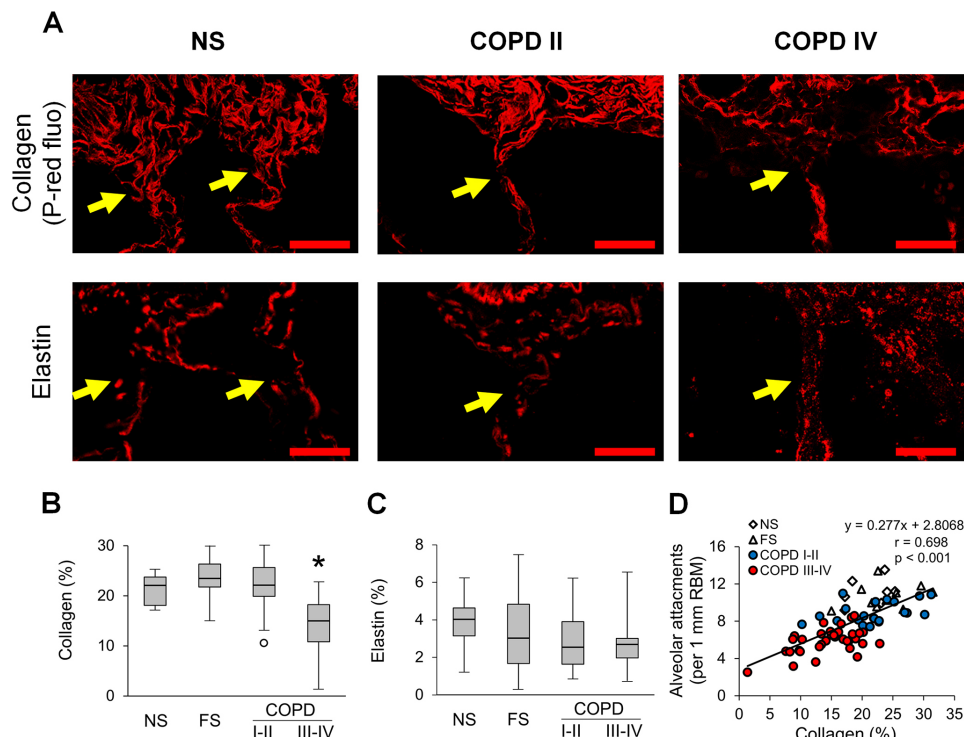 A
NS
COPD II
COPD IV
Collagen
(P-red fluo)
Elastin
B
Collagen (%)
30
20
10
0
NS
FS
COPD
I-II
III-IV
*
C
Elastin (%)
8
6
4
2
0
NS
FS
COPD
I-II
III-IV
D
NS
FS
COPD I-II
COPD III-IV
y = 0.277x + 2.8068
r = 0.698
p < 0.001
Alveolar attacments
(per 1 mm RBM)
16
12
8
4
0
0
5
10
15
20
25
30
35
Collagen (%)